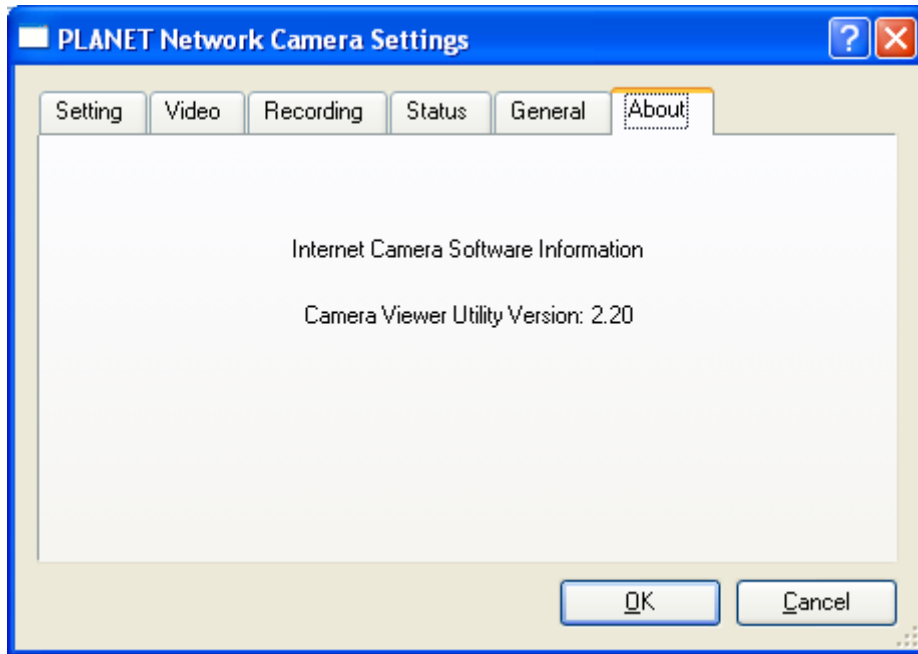 PLANET Network Camera Settings
?
Setting Video Recording Status General About
Internet Camera Software Information
Camera Viewer Utility Version: 2.20
OK Cancel